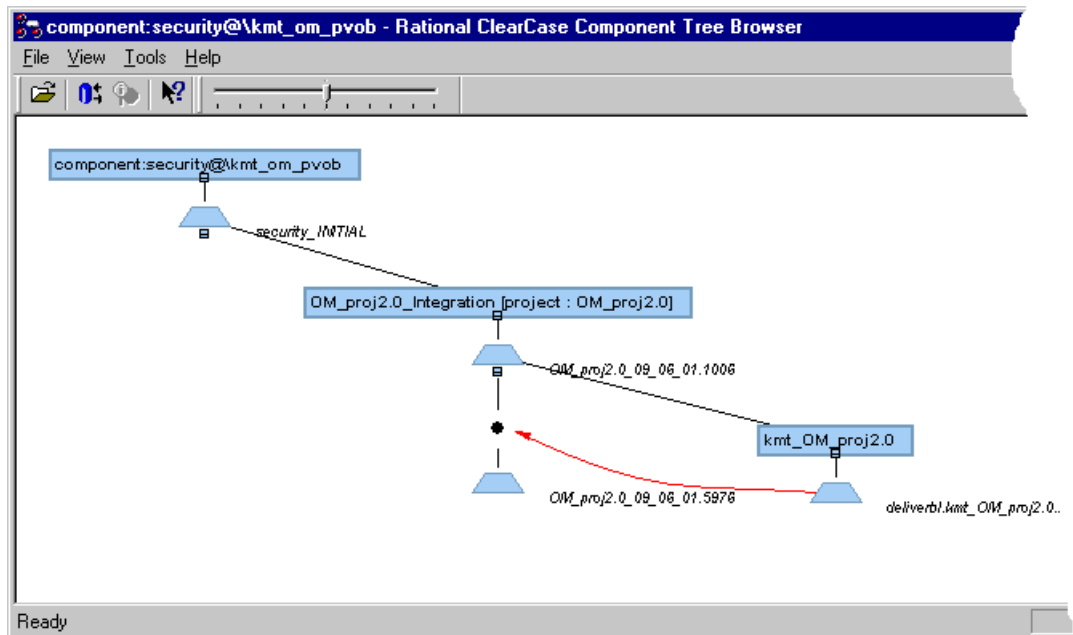 component:security@\kmt_om_pvob - Rational ClearCase Component Tree Browser
File View Tools Help
component:security@\kmt_om_pvob
security_INITIAL
OM_proj2.0_Integration [project : OM_proj2.0]
OM_proj2.0_09_06_01.1006
kmt_OM_proj2.0
OM_proj2.0_09_06_01.5976
deliverbl.kmt_OM_proj2.0..
Ready